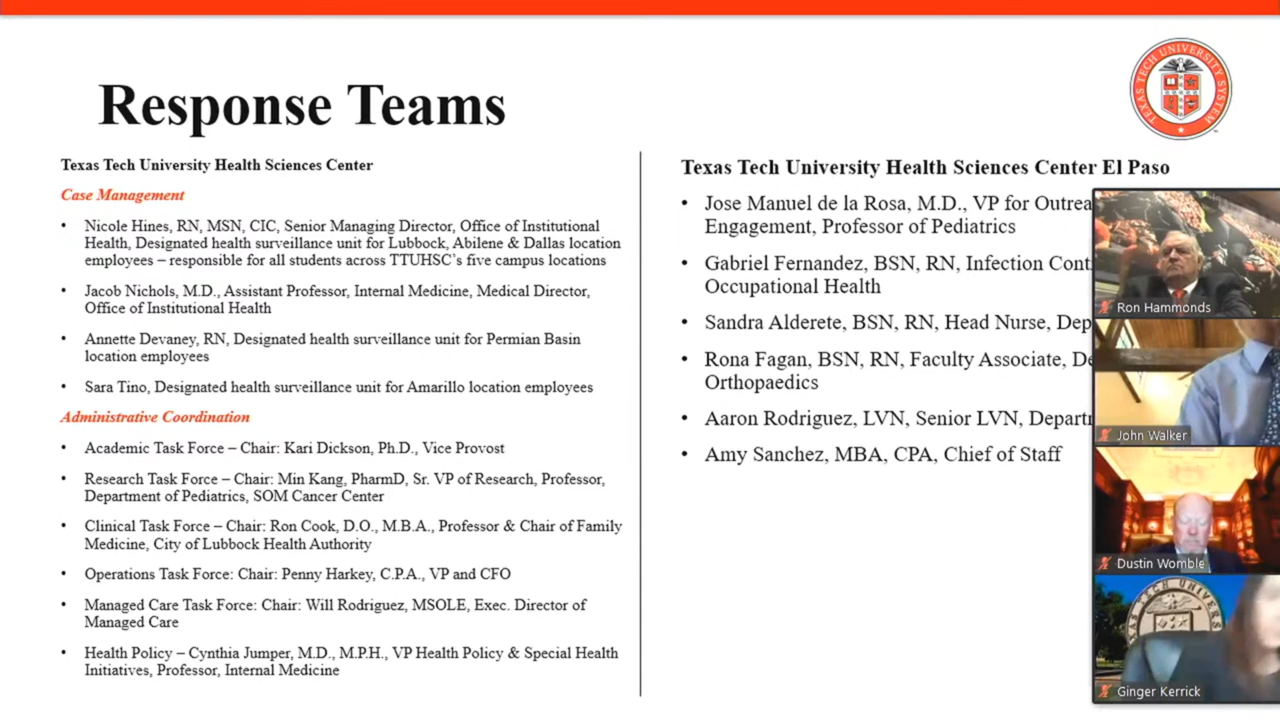 Response Teams
TEXAS TECH UNIVERSITY SYSTEM
Texas Tech University Health Sciences Center
Case Management
• Nicole Hines, RN, MSN, CIC, Senior Managing Director, Office of Institutional
Health, Designated health surveillance unit for Lubbock, Abilene & Dallas location
employees – responsible for all students across TTUHSC's five campus locations
• Jacob Nichols, M.D., Assistant Professor, Internal Medicine, Medical Director,
Office of Institutional Health
• Annette Devaney, RN, Designated health surveillance unit for Permian Basin
location employees
• Sara Tino, Designated health surveillance unit for Amarillo location employees
Administrative Coordination
• Academic Task Force – Chair: Kari Dickson, Ph.D., Vice Provost
• Research Task Force – Chair: Min Kang, PharmD, Sr. VP of Research, Professor,
Department of Pediatrics, SOM Cancer Center
• Clinical Task Force – Chair: Ron Cook, D.O., M.B.A., Professor & Chair of Family
Medicine, City of Lubbock Health Authority
• Operations Task Force: Chair: Penny Harkey, C.P.A., VP and CFO
• Managed Care Task Force: Chair: Will Rodriguez, MSOLE, Exec. Director of
Managed Care
• Health Policy – Cynthia Jumper, M.D., M.P.H., VP Health Policy & Special Health
Initiatives, Professor, Internal Medicine
Texas Tech University Health Sciences Center El Paso
• Jose Manuel de la Rosa, M.D., VP for Outrea
Engagement, Professor of Pediatrics
• Gabriel Fernandez, BSN, RN, Infection Cont
Occupational Health
• Sandra Alderete, BSN, RN, Head Nurse, Dep
• Rona Fagan, BSN, RN, Faculty Associate, De
Orthopaedics
• Aaron Rodriguez, LVN, Senior LVN, Departm
• Amy Sanchez, MBA, CPA, Chief of Staff
Ron Hammonds
John Walker
Dustin Womble
Ginger Kerrick